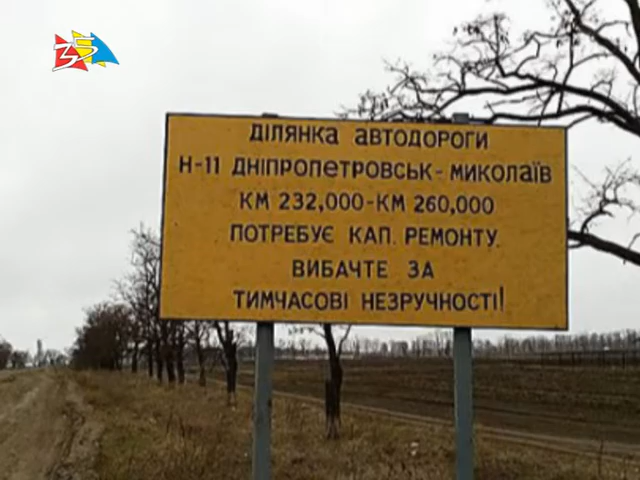 ДІЛЯНКА АВТОДОРОГИ
Н-11 ДНІПРОПЕТРОВСЬК-МИКОЛАЇВ
КМ 232,000-КМ 260,000
ПОТРЕБУЄ КАП. РЕМОНТУ.
ВИБАЧТЕ ЗА
ТИМЧАСОВІ НЕЗРУЧНОСТІ!